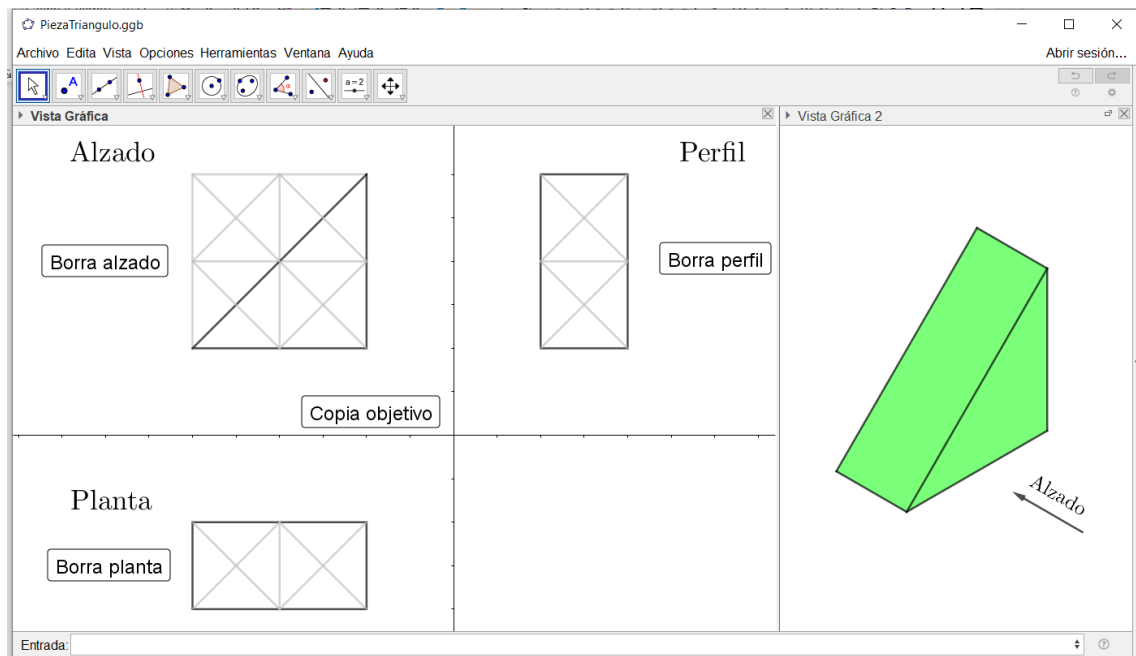 PiezaTriangulo.ggb
Archivo Edita Vista Opciones Herramientas Ventana Ayuda
Abrir sesión...
A
α
a=2
Vista Gráfica
Vista Gráfica 2
Alzado
Perfil
Borra alzado
Borra perfil
Copia objetivo
Alzado
Planta
Borra planta
Entrada: